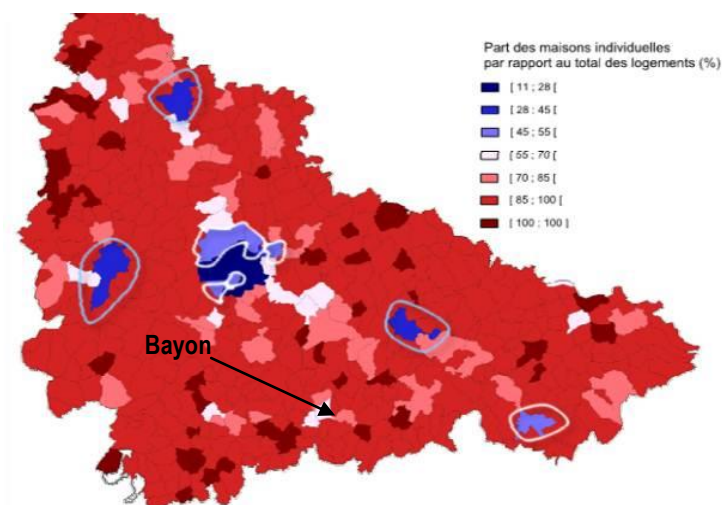 Part des maisons individuelles
par rapport au total des logements (%)
[ 11 ; 28 [
[ 28 ; 45 [
[ 45 ; 55 [
[ 55 ; 70 [
[ 70 ; 85 [
[ 85 ; 100 [
[ 100 ; 100 ]
Bayon